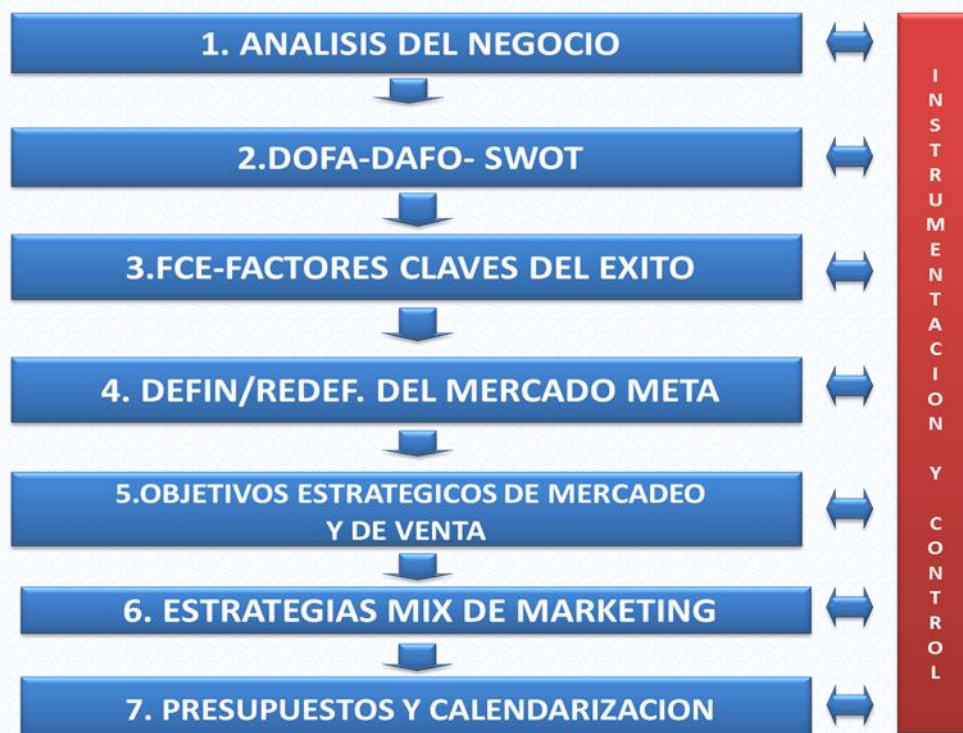 1. ANALISIS DEL NEGOCIO
2.DOFA-DAFO- SWOT
3.FCE-FACTORES CLAVES DEL EXITO
4. DEFIN/REDEF. DEL MERCADO META
5.OBJETIVOS ESTRATEGICOS DE MERCADEO
Y DE VENTA
6. ESTRATEGIAS MIX DE MARKETING
7. PRESUPUESTOS Y CALENDARIZACION
INSTRUMENTACION Y CONTROL